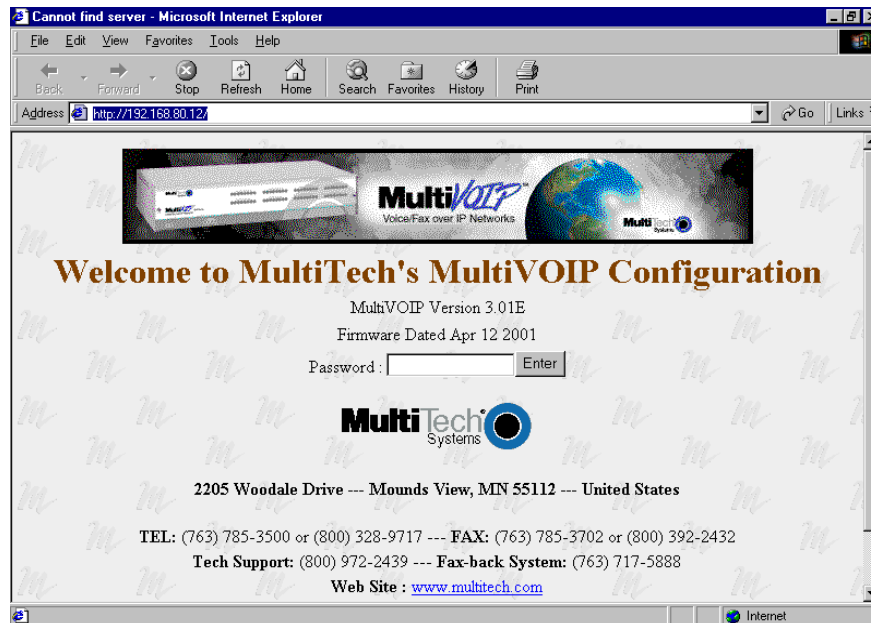 Cannot find server - Microsoft Internet Explorer
File Edit View Favorites Tools Help
Back Forward Stop Refresh Home Search Favorites History Print
Address http://192.168.80.12/ Go Links
MultiVOIP™
Voice/Fax over IP Networks
MultiTech
Systems
Welcome to MultiTech's MultiVOIP Configuration
MultiVOIP Version 3.01E
Firmware Dated Apr 12 2001
Password : Enter
MultiTech
Systems
2205 Woodale Drive --- Mounds View, MN 55112 --- United States
TEL: (763) 785-3500 or (800) 328-9717 --- FAX: (763) 785-3702 or (800) 392-2432
Tech Support: (800) 972-2439 --- Fax-back System: (763) 717-5888
Web Site : www.multitech.com
Internet